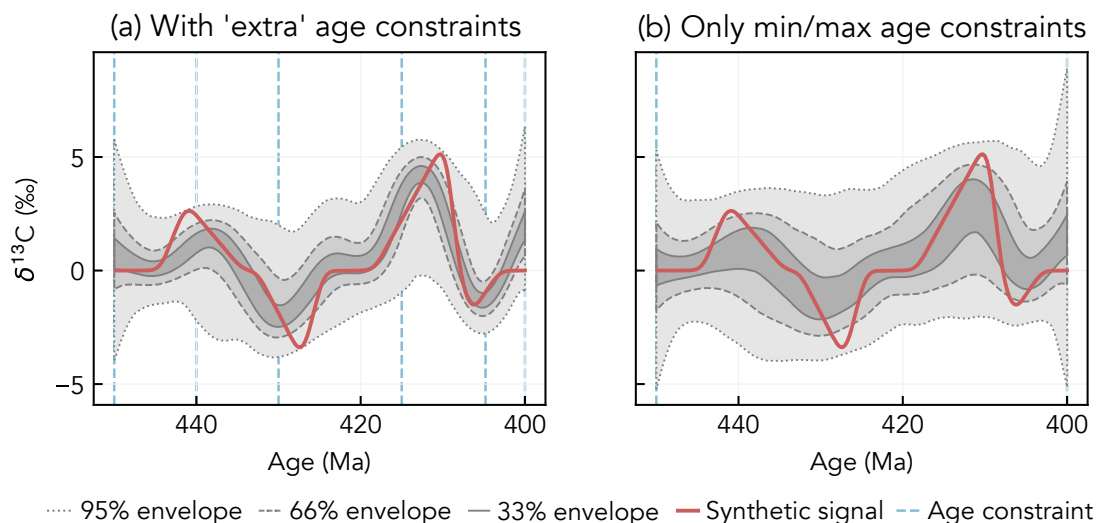 (a) With 'extra' age constraints
(b) Only min/max age constraints
δ¹³C (‰)
5
0
−5
440
420
400
440
420
400
Age (Ma)
Age (Ma)
95% envelope 66% envelope 33% envelope Synthetic signal Age constraint